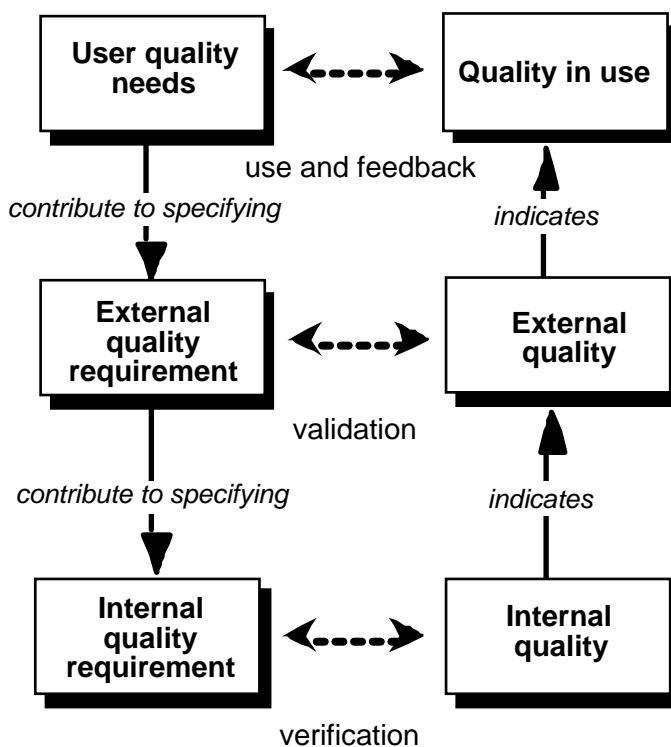 User quality
needs
Quality in use
use and feedback
contribute to specifying
indicates
External
quality
requirement
External
quality
validation
contribute to specifying
indicates
Internal
quality
requirement
Internal
quality
verification